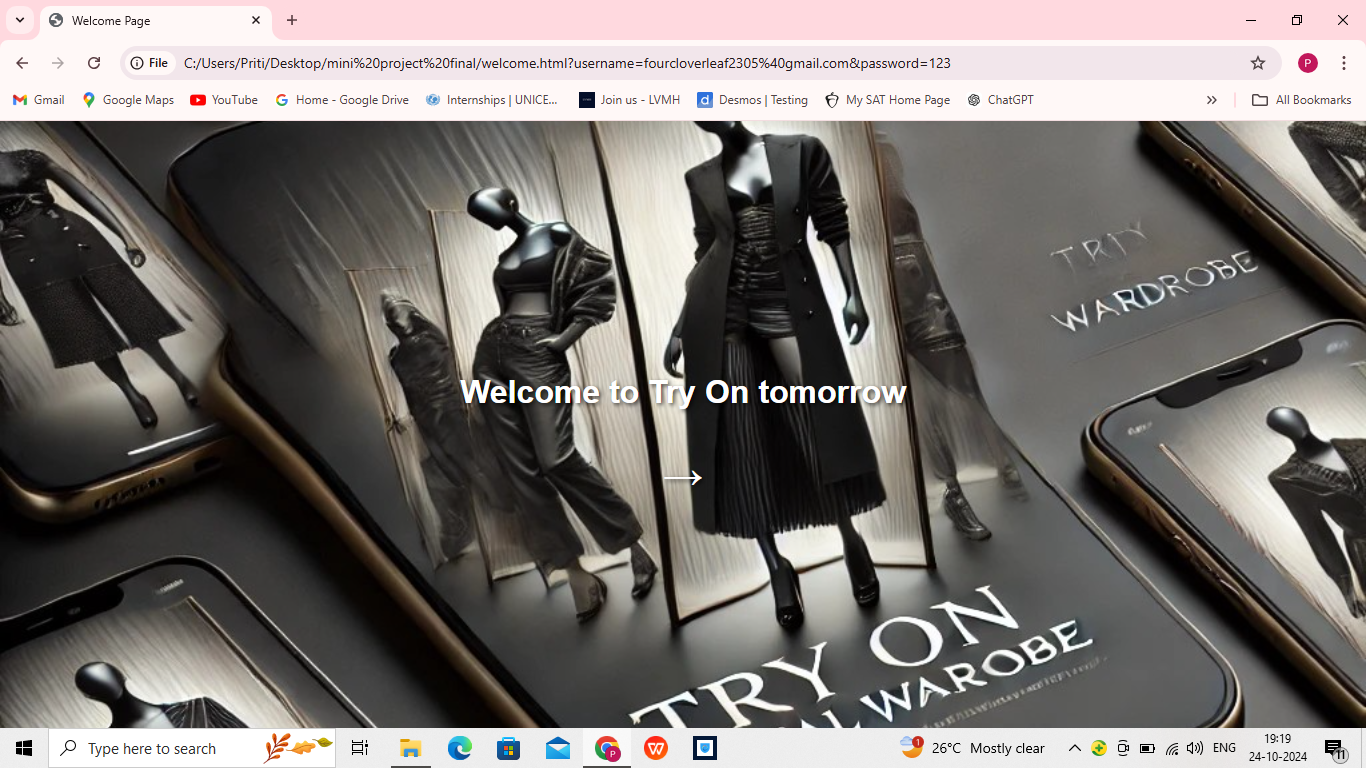 Welcome Page
File
C:/Users/Priti/Desktop/mini%20project%20final/welcome.html?username=fourcloverleaf2305%40gmail.com&password=123
P
Gmail
Google Maps
YouTube
Home - Google Drive
Internships | UNICE...
Join us - LVMH
Desmos | Testing
My SAT Home Page
ChatGPT
All Bookmarks
WARDROBE
Welcome to Try On tomorrow
→
TRY ON
WAROBE
Type here to search
1
26°C Mostly clear
ENG
19:19
24-10-2024
11